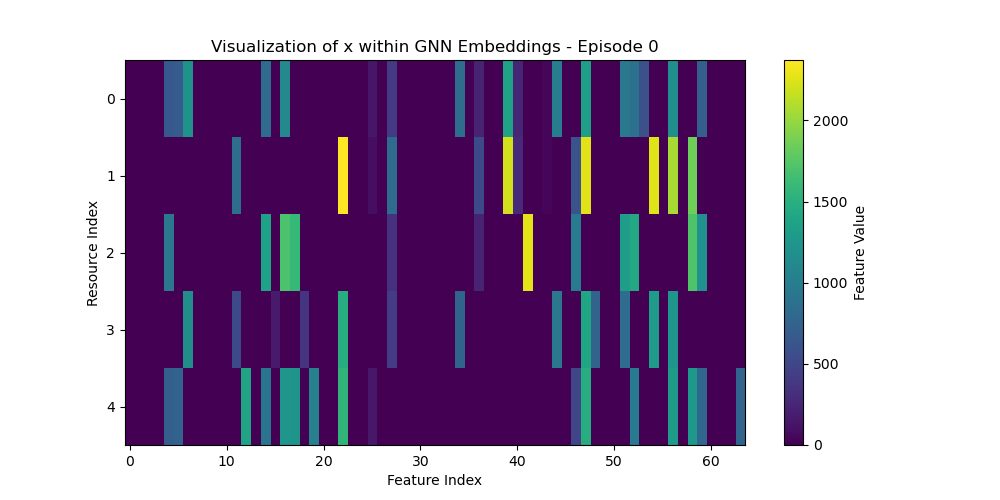 Visualization of x within GNN Embeddings - Episode 0
Resource Index
0
1
2
3
4
0 10 20 30 40 50 60
Feature Index
2000
1500
1000
500
0
Feature Value